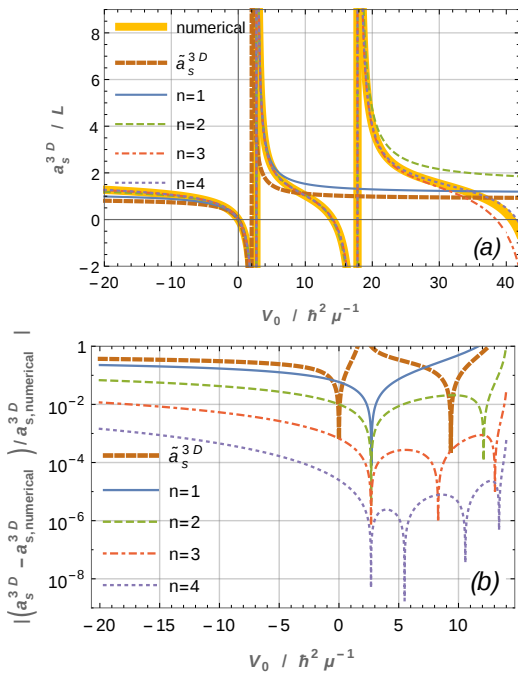 8
6
4
2
0
−2
−20
−10
0
10
20
30
40
a_s^{3D} / L
numerical
ã_s^{3D}
n=1
n=2
n=3
n=4
(a)
V_0 / ħ^2 μ^{-1}
1
10^{-2}
10^{-4}
10^{-6}
10^{-8}
−20
−15
−10
−5
0
5
10
|(a_s^{3D} − a_{s,numerical}^{3D})/a_{s,numerical}^{3D}|
ã_s^{3D}
n=1
n=2
n=3
n=4
(b)
V_0 / ħ^2 μ^{-1}